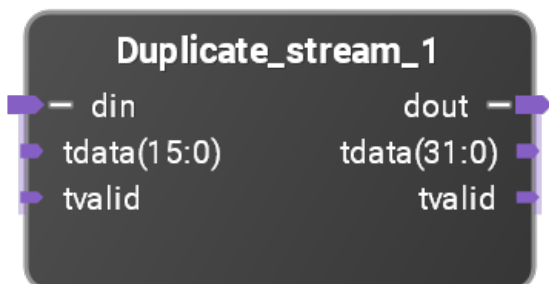 Duplicate_stream_1
din dout
tdata(15:0) tdata(31:0)
tvalid tvalid